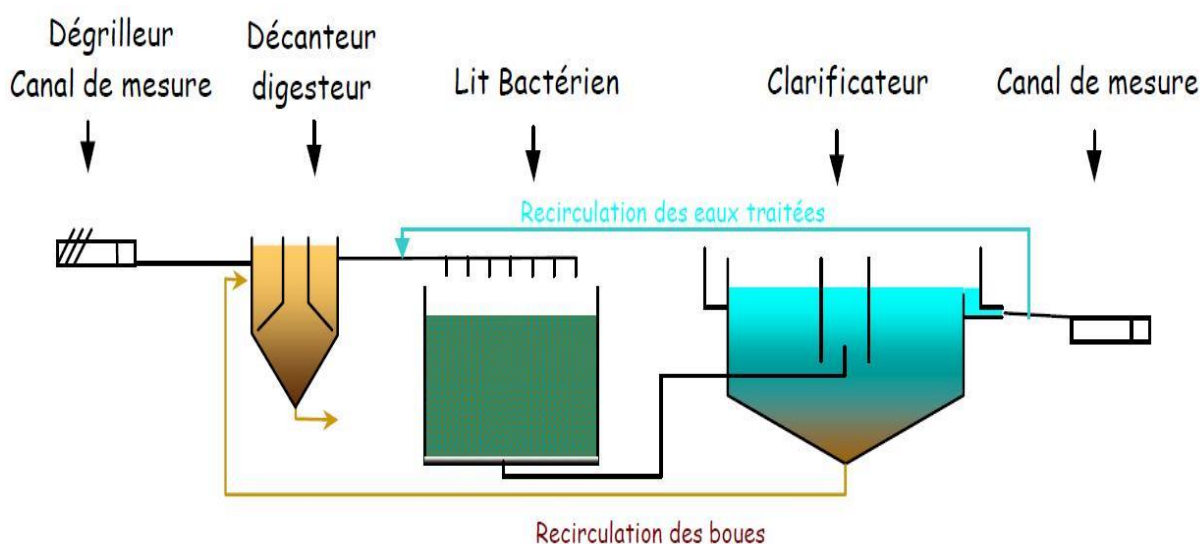 Dégrilleur
Canal de mesure
Décanteur
digesteur
Lit Bactérien
Clarificateur
Canal de mesure
Recirculation des eaux traitées
Recirculation des boues